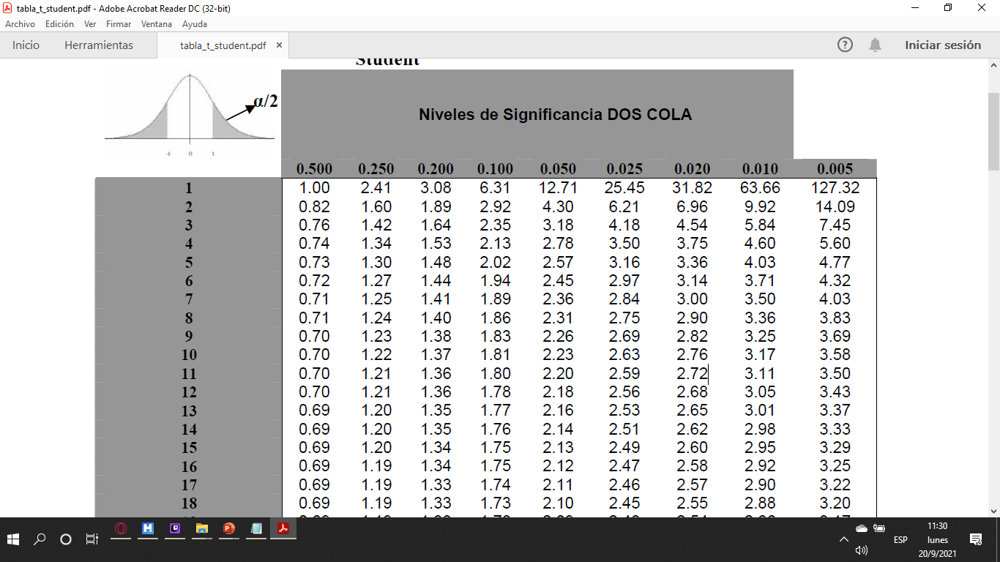 tabla_t_student.pdf - Adobe Acrobat Reader DC (32-bit)
Archivo Edición Ver Firmar Ventana Ayuda
Inicio Herramientas tabla_t_student.pdf × ? Iniciar sesión
Student
α/2
Niveles de Significancia DOS COLA
-t 0 t
0.500 0.250 0.200 0.100 0.050 0.025 0.020 0.010 0.005
1 1.00 2.41 3.08 6.31 12.71 25.45 31.82 63.66 127.32
2 0.82 1.60 1.89 2.92 4.30 6.21 6.96 9.92 14.09
3 0.76 1.42 1.64 2.35 3.18 4.18 4.54 5.84 7.45
4 0.74 1.34 1.53 2.13 2.78 3.50 3.75 4.60 5.60
5 0.73 1.30 1.48 2.02 2.57 3.16 3.36 4.03 4.77
6 0.72 1.27 1.44 1.94 2.45 2.97 3.14 3.71 4.32
7 0.71 1.25 1.41 1.89 2.36 2.84 3.00 3.50 4.03
8 0.71 1.24 1.40 1.86 2.31 2.75 2.90 3.36 3.83
9 0.70 1.23 1.38 1.83 2.26 2.69 2.82 3.25 3.69
10 0.70 1.22 1.37 1.81 2.23 2.63 2.76 3.17 3.58
11 0.70 1.21 1.36 1.80 2.20 2.59 2.72 3.11 3.50
12 0.70 1.21 1.36 1.78 2.18 2.56 2.68 3.05 3.43
13 0.69 1.20 1.35 1.77 2.16 2.53 2.65 3.01 3.37
14 0.69 1.20 1.35 1.76 2.14 2.51 2.62 2.98 3.33
15 0.69 1.20 1.34 1.75 2.13 2.49 2.60 2.95 3.29
16 0.69 1.19 1.34 1.75 2.12 2.47 2.58 2.92 3.25
17 0.69 1.19 1.33 1.74 2.11 2.46 2.57 2.90 3.22
18 0.69 1.19 1.33 1.73 2.10 2.45 2.55 2.88 3.20
11:30
ESP lunes
20/9/2021